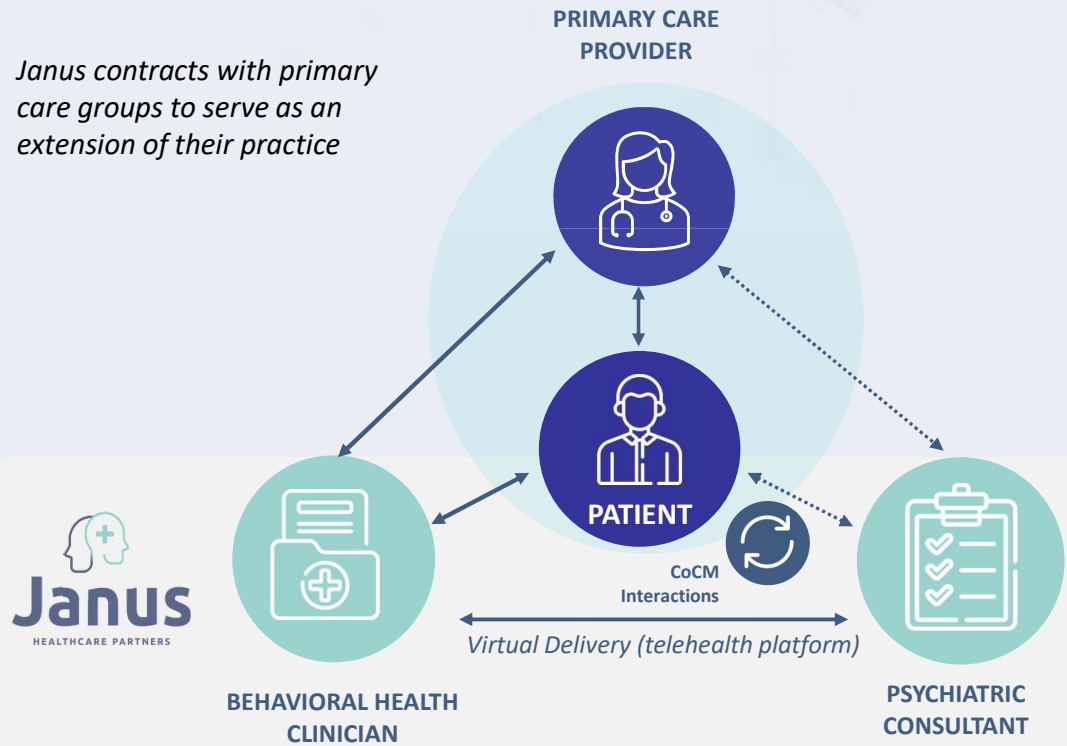 PRIMARY CARE
PROVIDER
Janus contracts with primary
care groups to serve as an
extension of their practice
PATIENT
CoCM
Interactions
Virtual Delivery (telehealth platform)
Janus
HEALTHCARE PARTNERS
BEHAVIORAL HEALTH
CLINICIAN
PSYCHIATRIC
CONSULTANT